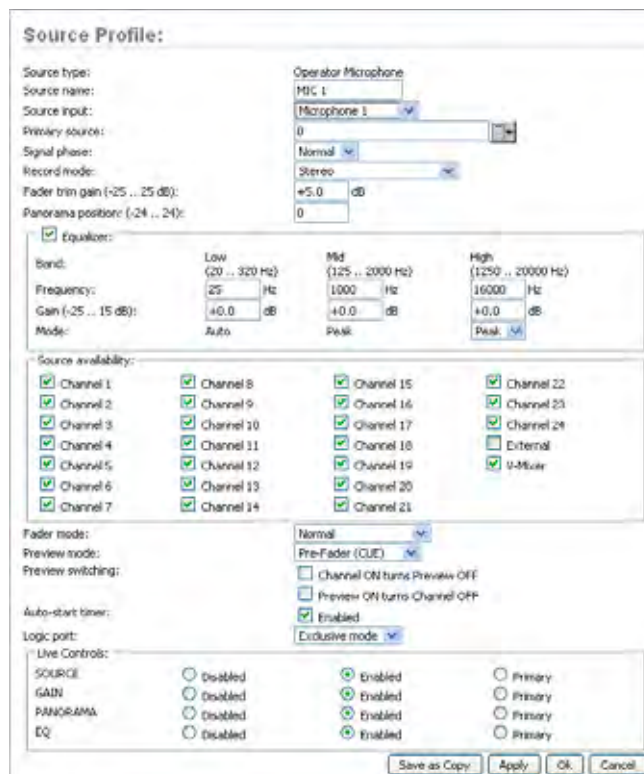 Source Profile:
Source type: Operator Microphone
Source name: MIC 1
Source input: Microphone 1
Primary source: 0
Signal phase: Normal
Record mode: Stereo
Fader trim gain (-25 .. 25 dB): +5.0 dB
Panorama position: (-24 .. 24): 0
Equalizer:
Band: Low (20 .. 320 Hz) Mid (125 .. 2000 Hz) High (1250 .. 20000 Hz)
Frequency: 25 Hz 1000 Hz 16000 Hz
Gain (-25 .. 15 dB): +0.0 dB +0.0 dB +0.0 dB
Mode: Auto Peak Peak
Source availability:
Channel 1 Channel 8 Channel 15 Channel 22
Channel 2 Channel 9 Channel 16 Channel 23
Channel 3 Channel 10 Channel 17 Channel 24
Channel 4 Channel 11 Channel 18 External
Channel 5 Channel 12 Channel 19 V-Mixer
Channel 6 Channel 13 Channel 20
Channel 7 Channel 14 Channel 21
Fader mode: Normal
Preview mode: Pre-Fader (CUE)
Preview switching: Channel ON turns Preview OFF
Preview ON turns Channel OFF
Auto-start timer: Enabled
Logic port: Exclusive mode
Live Controls:
SOURCE Disabled Enabled Primary
GAIN Disabled Enabled Primary
PANORAMA Disabled Enabled Primary
EQ Disabled Enabled Primary
Save as Copy Apply Ok Cancel